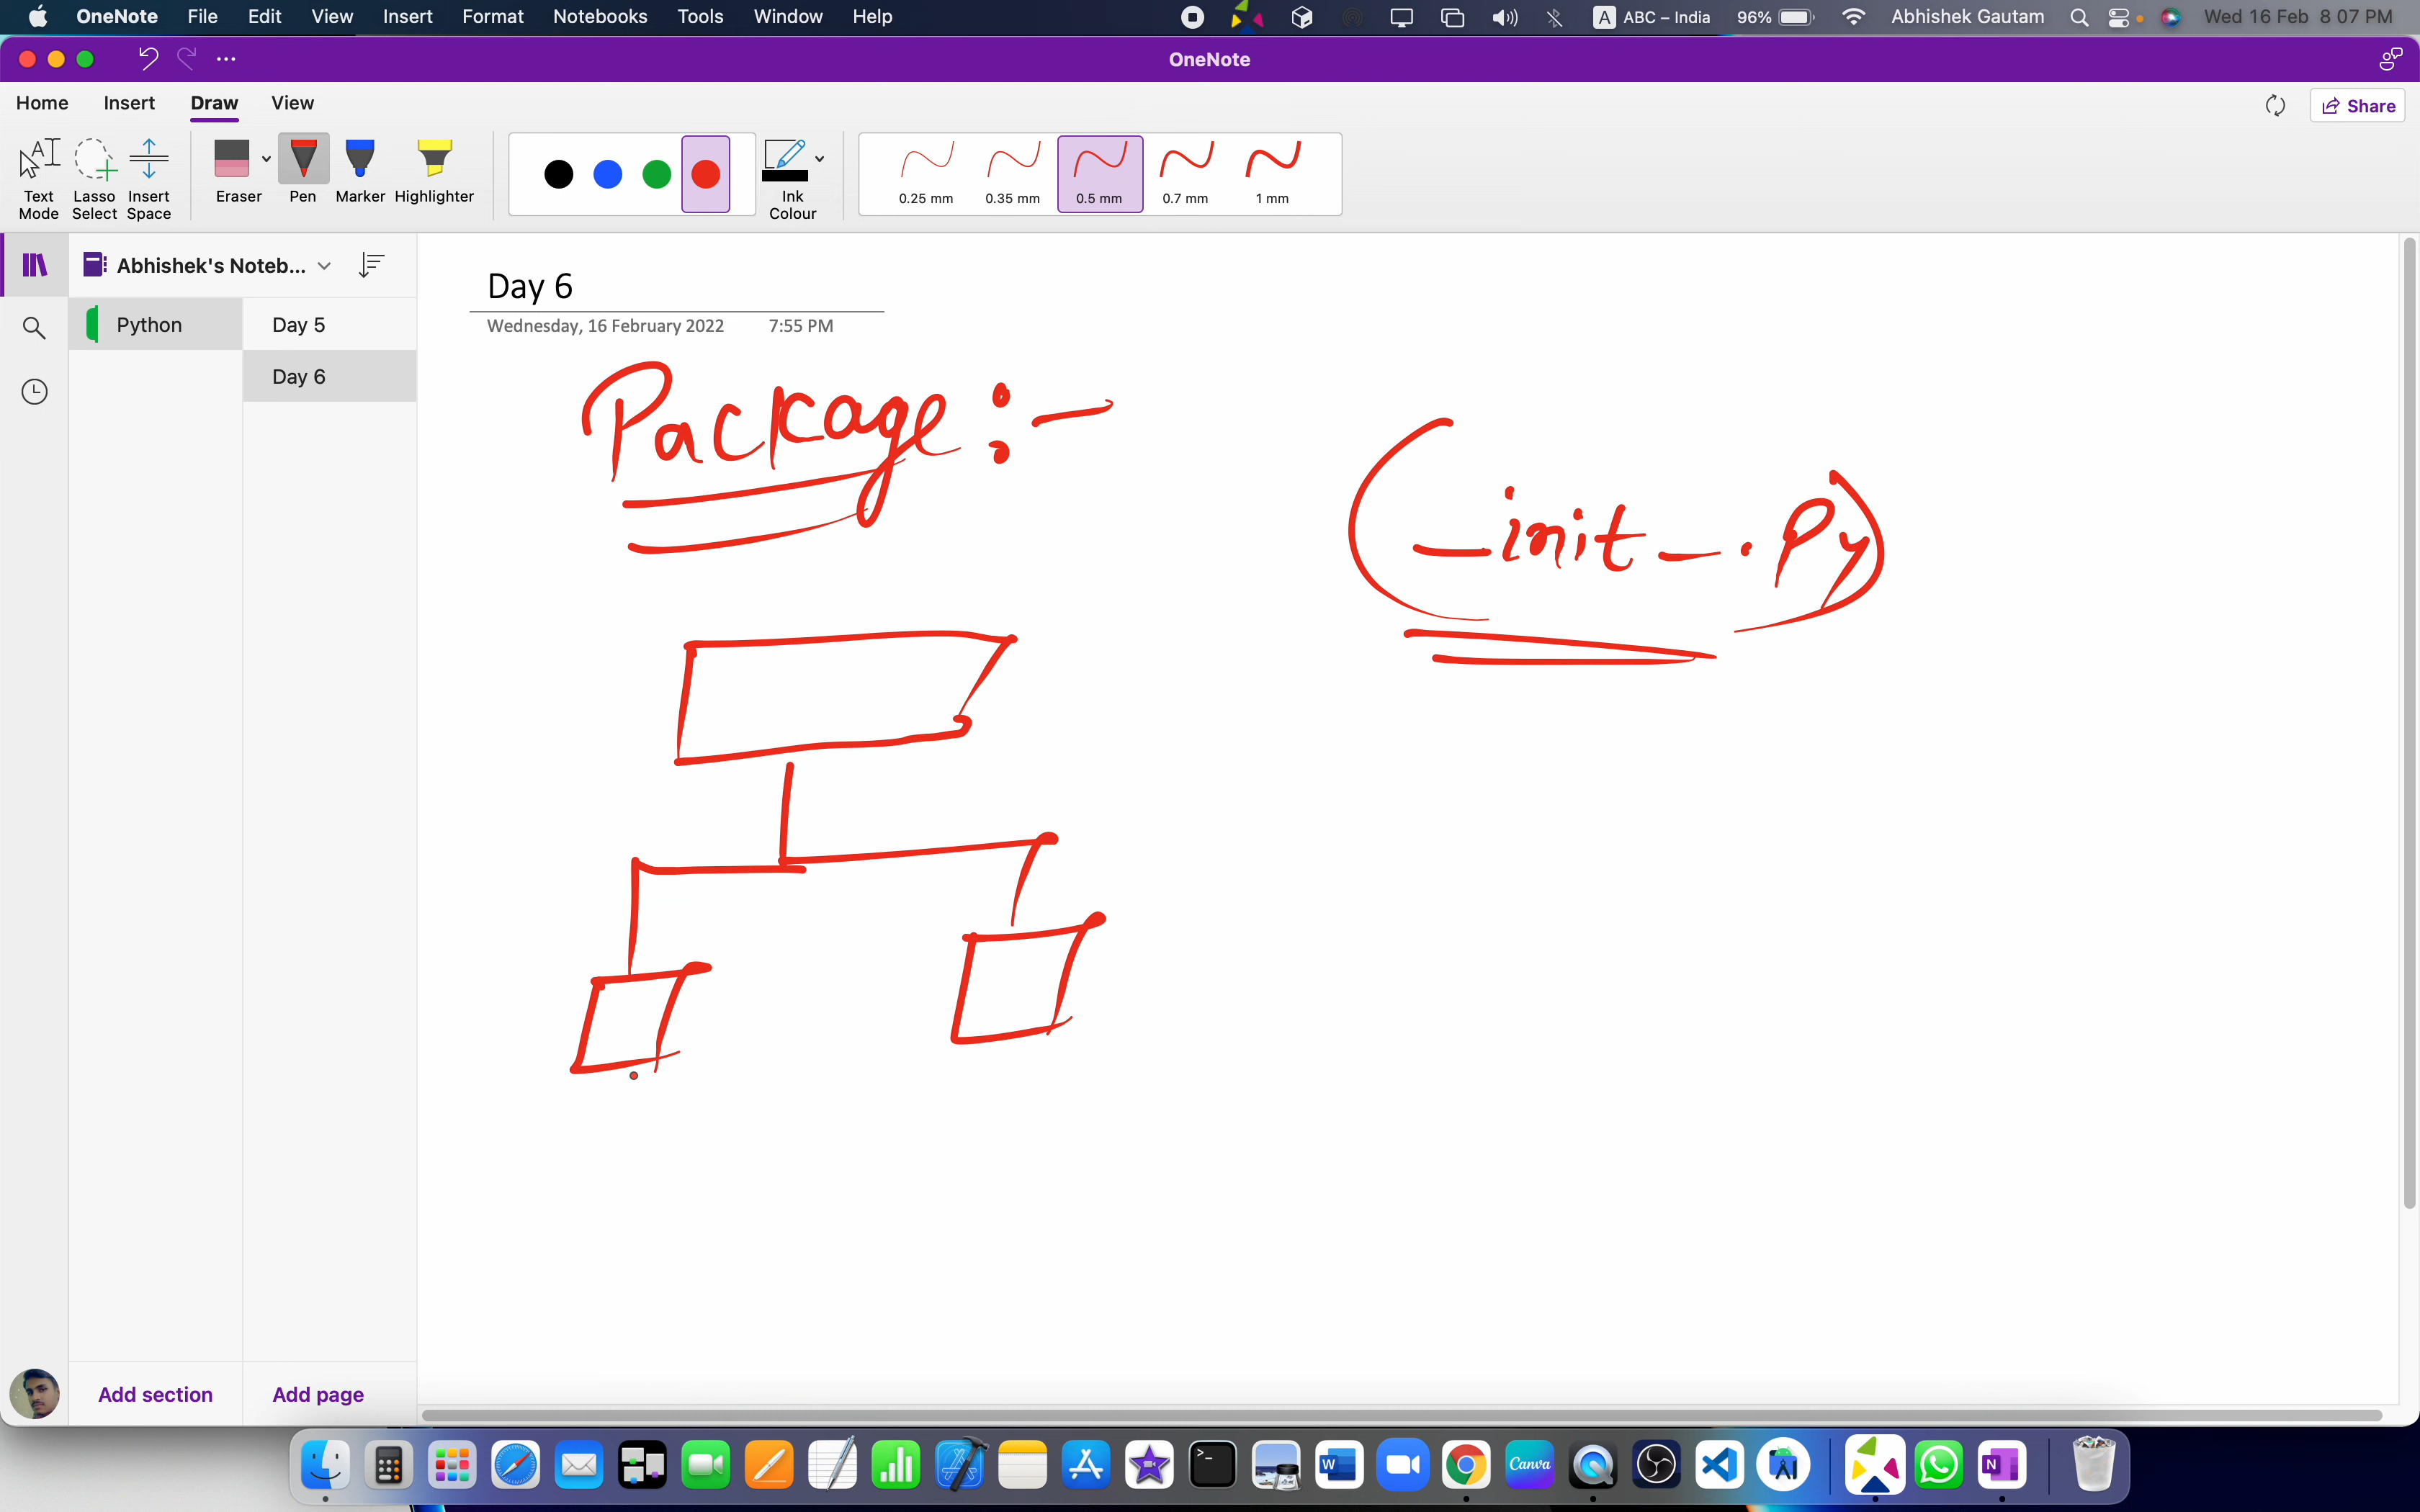 OneNote File Edit View Insert Format Notebooks Tools Window Help A ABC – India 96% Abhishek Gautam Wed 16 Feb 8 07 PM
OneNote
Home Insert Draw View Share
Text Mode Lasso Select Insert Space Eraser Pen Marker Highlighter Ink Colour 0.25 mm 0.35 mm 0.5 mm 0.7 mm 1 mm
Abhishek's Noteb...
Python
Day 5
Day 6
Day 6
Wednesday, 16 February 2022 7:55 PM
Package :-
(_init_.py)
Add section Add page
W Canva N